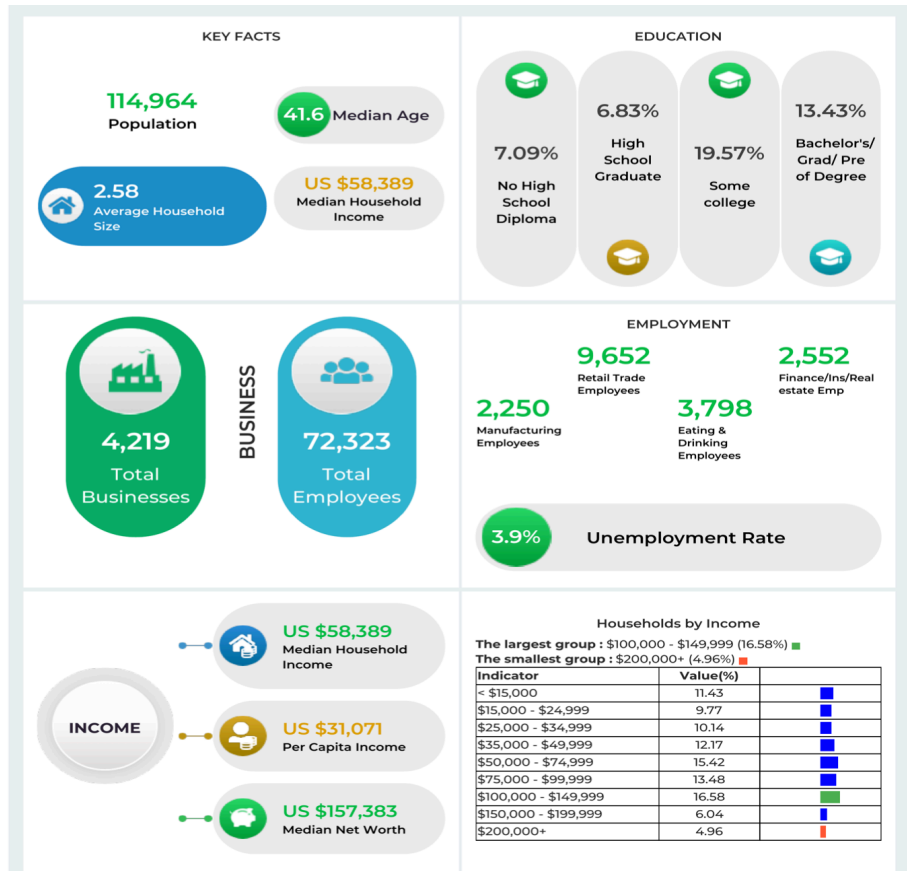 KEY FACTS
114,964
Population
41.6 Median Age
2.58
Average Household
Size
US $58,389
Median Household
Income
EDUCATION
7.09%
No High
School
Diploma
6.83%
High
School
Graduate
19.57%
Some
college
13.43%
Bachelor's/
Grad/ Pre
of Degree
4,219
Total
Businesses
BUSINESS
72,323
Total
Employees
EMPLOYMENT
2,250
Manufacturing
Employees
9,652
Retail Trade
Employees
3,798
Eating &
Drinking
Employees
2,552
Finance/Ins/Real
estate Emp
3.9% Unemployment Rate
INCOME
US $58,389
Median Household
Income
US $31,071
Per Capita Income
US $157,383
Median Net Worth
Households by Income
The largest group : $100,000 - $149,999 (16.58%)
The smallest group : $200,000+ (4.96%)
Indicator Value(%)
< $15,000 11.43
$15,000 - $24,999 9.77
$25,000 - $34,999 10.14
$35,000 - $49,999 12.17
$50,000 - $74,999 15.42
$75,000 - $99,999 13.48
$100,000 - $149,999 16.58
$150,000 - $199,999 6.04
$200,000+ 4.96